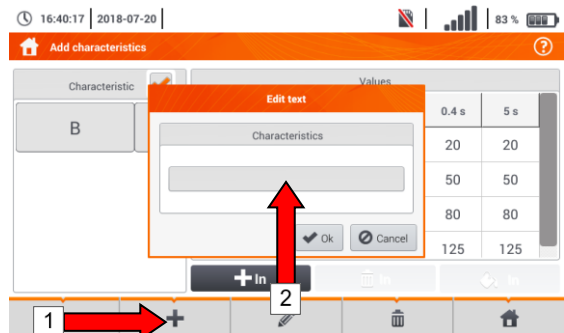 16:40:17 2018-07-20 83 %
Add characteristics ?
Characteristic Values
Edit text
0.4 s 5 s
Characteristics
B
20 20
50 50
80 80
Ok Cancel
125 125
In In In
2
1